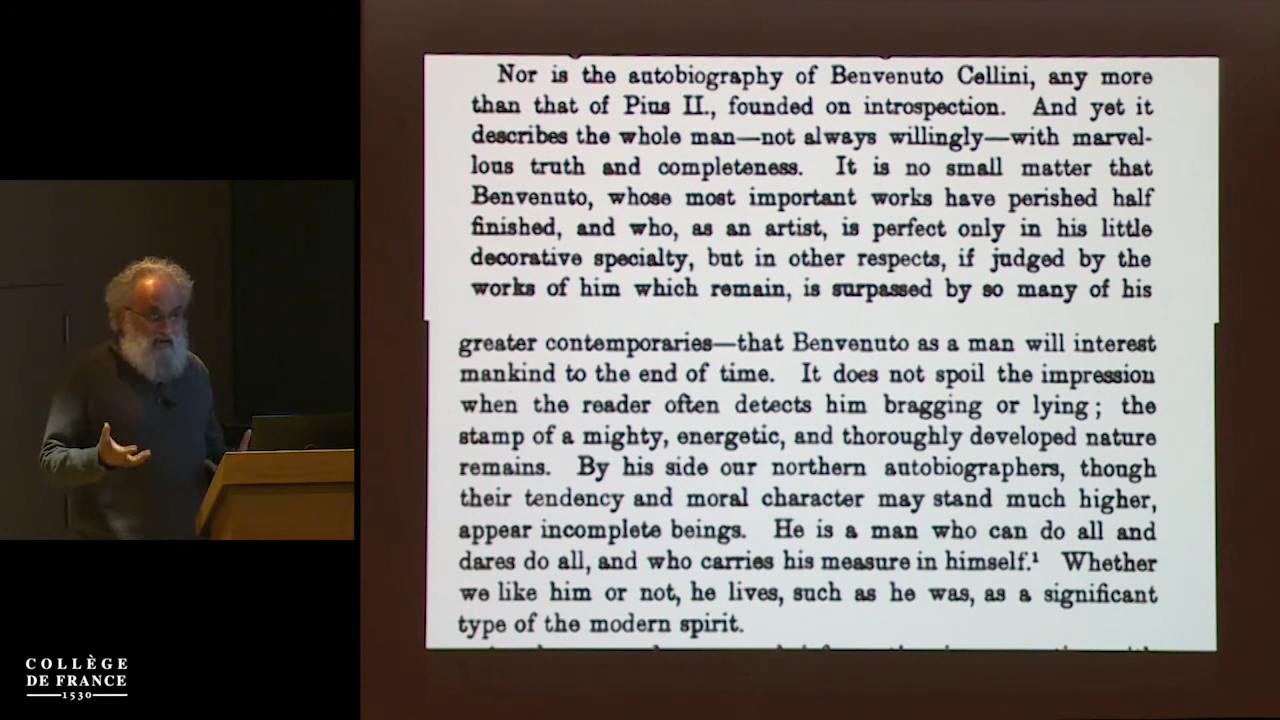 Nor is the autobiography of Benvenuto Cellini, any more
than that of Pius II., founded on introspection. And yet it
describes the whole man—not always willingly—with marvel-
lous truth and completeness. It is no small matter that
Benvenuto, whose most important works have perished half
finished, and who, as an artist, is perfect only in his little
decorative specialty, but in other respects, if judged by the
works of him which remain, is surpassed by so many of his
greater contemporaries—that Benvenuto as a man will interest
mankind to the end of time. It does not spoil the impression
when the reader often detects him bragging or lying; the
stamp of a mighty, energetic, and thoroughly developed nature
remains. By his side our northern autobiographers, though
their tendency and moral character may stand much higher,
appear incomplete beings. He is a man who can do all and
dares do all, and who carries his measure in himself.¹ Whether
we like him or not, he lives, such as he was, as a significant
type of the modern spirit.
COLLÈGE
DE FRANCE
1530